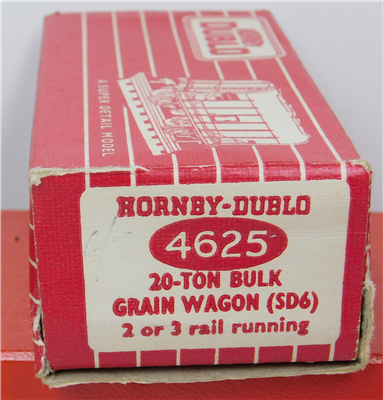 DUBLO
A SUPER DETAIL MODEL
HORNBY-DUBLO
4625
20-TON BULK
GRAIN WAGON (SD6)
2 or 3 rail running